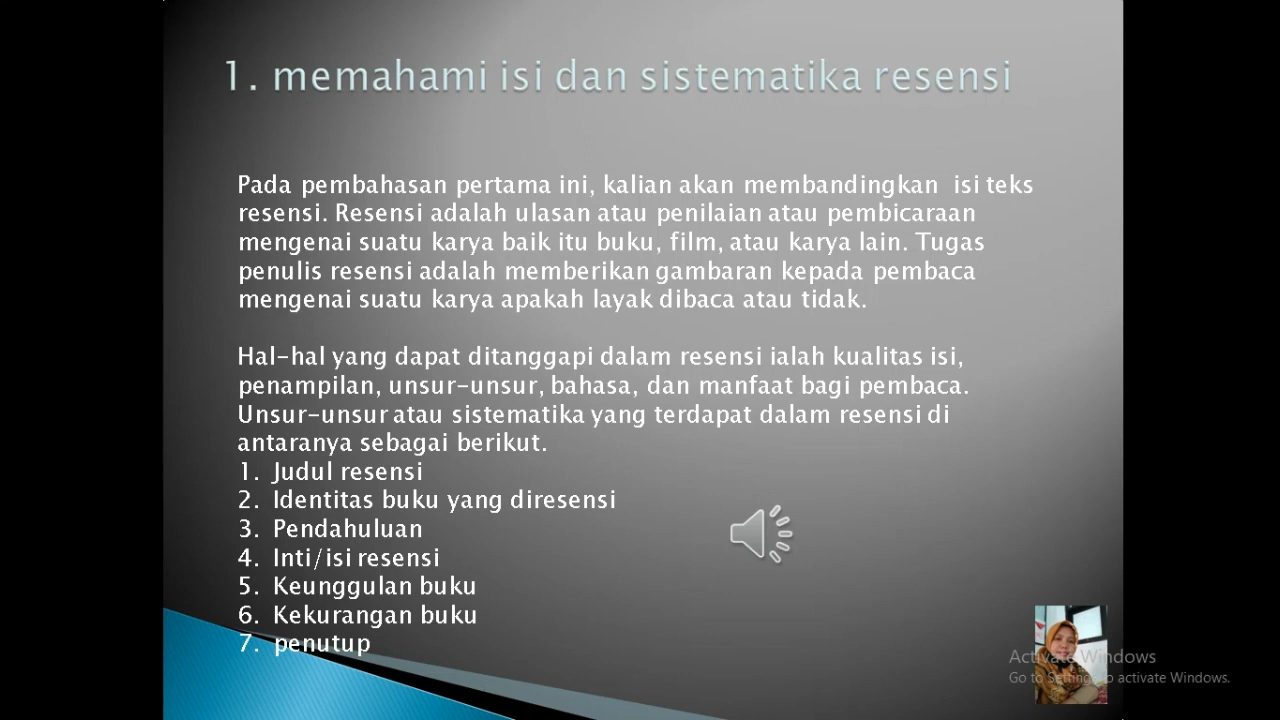 1. memahami isi dan sistematika resensi
Pada pembahasan pertama ini, kalian akan membandingkan  isi teks
resensi. Resensi adalah ulasan atau penilaian atau pembicaraan
mengenai suatu karya baik itu buku, film, atau karya lain. Tugas
penulis resensi adalah memberikan gambaran kepada pembaca
mengenai suatu karya apakah layak dibaca atau tidak.
Hal-hal yang dapat ditanggapi dalam resensi ialah kualitas isi,
penampilan, unsur-unsur, bahasa, dan manfaat bagi pembaca.
Unsur-unsur atau sistematika yang terdapat dalam resensi di
antaranya sebagai berikut.
1. Judul resensi
2. Identitas buku yang diresensi
3. Pendahuluan
4. Inti/isi resensi
5. Keunggulan buku
6. Kekurangan buku
7. penutup
Activate Windows
Go to Settings to activate Windows.